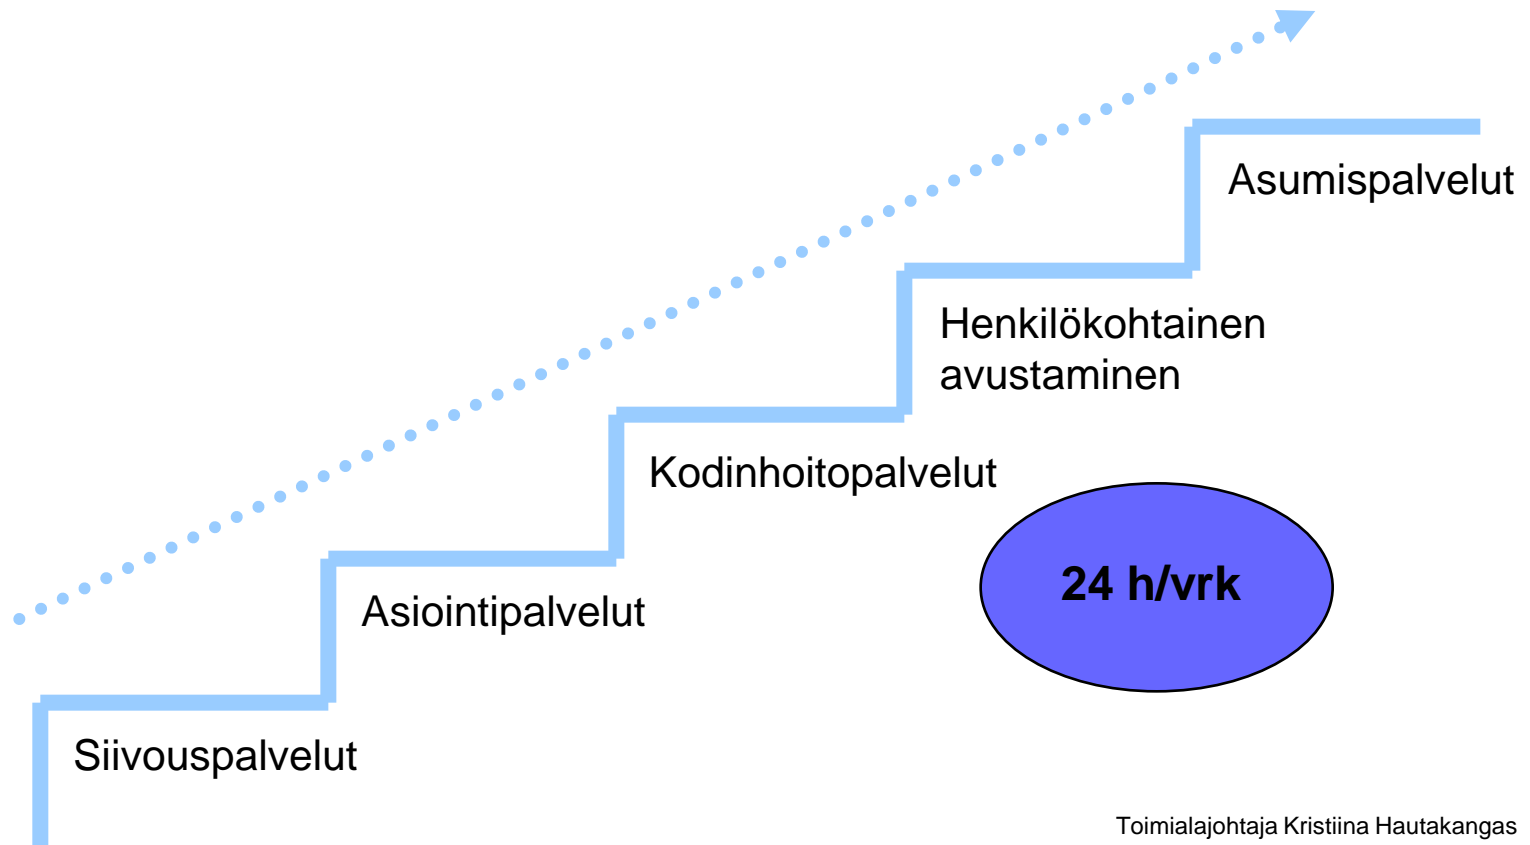 Asumispalvelut
Henkilökohtainen
avustaminen
Kodinhoitopalvelut
24 h/vrk
Asiointipalvelut
Siivouspalvelut
Toimialajohtaja Kristiina Hautakangas